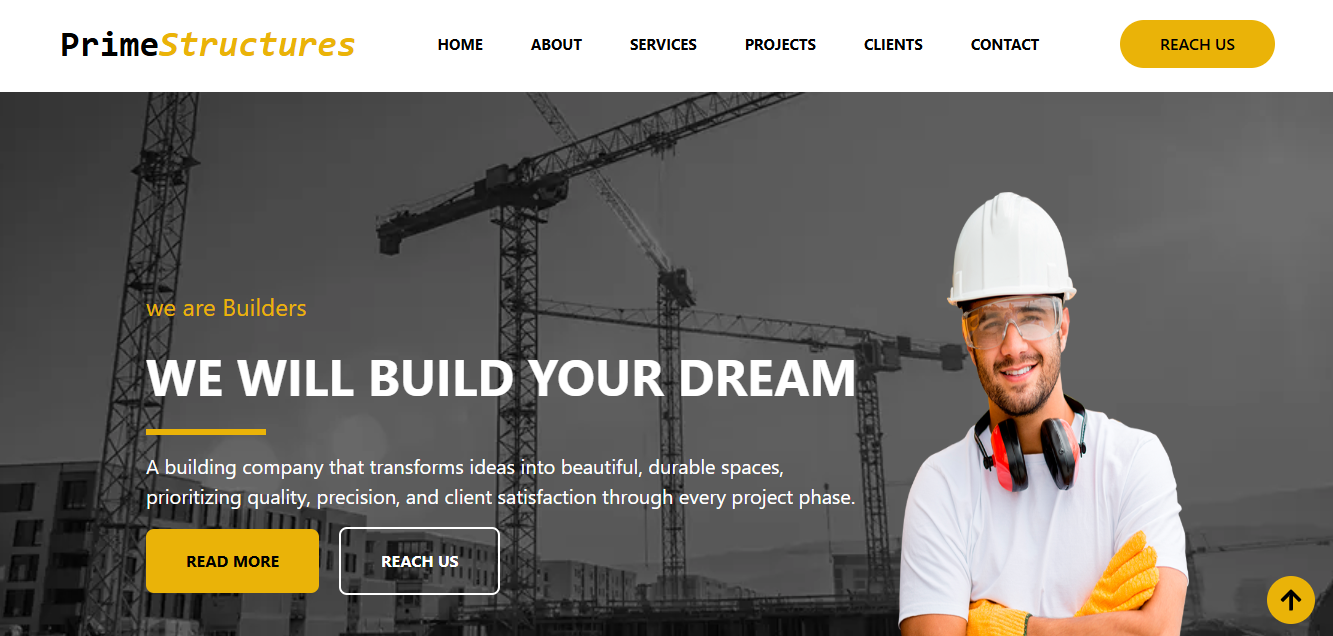 PrimeStructures
HOME ABOUT SERVICES PROJECTS CLIENTS CONTACT
REACH US
we are Builders
WE WILL BUILD YOUR DREAM
A building company that transforms ideas into beautiful, durable spaces,
prioritizing quality, precision, and client satisfaction through every project phase.
READ MORE
REACH US